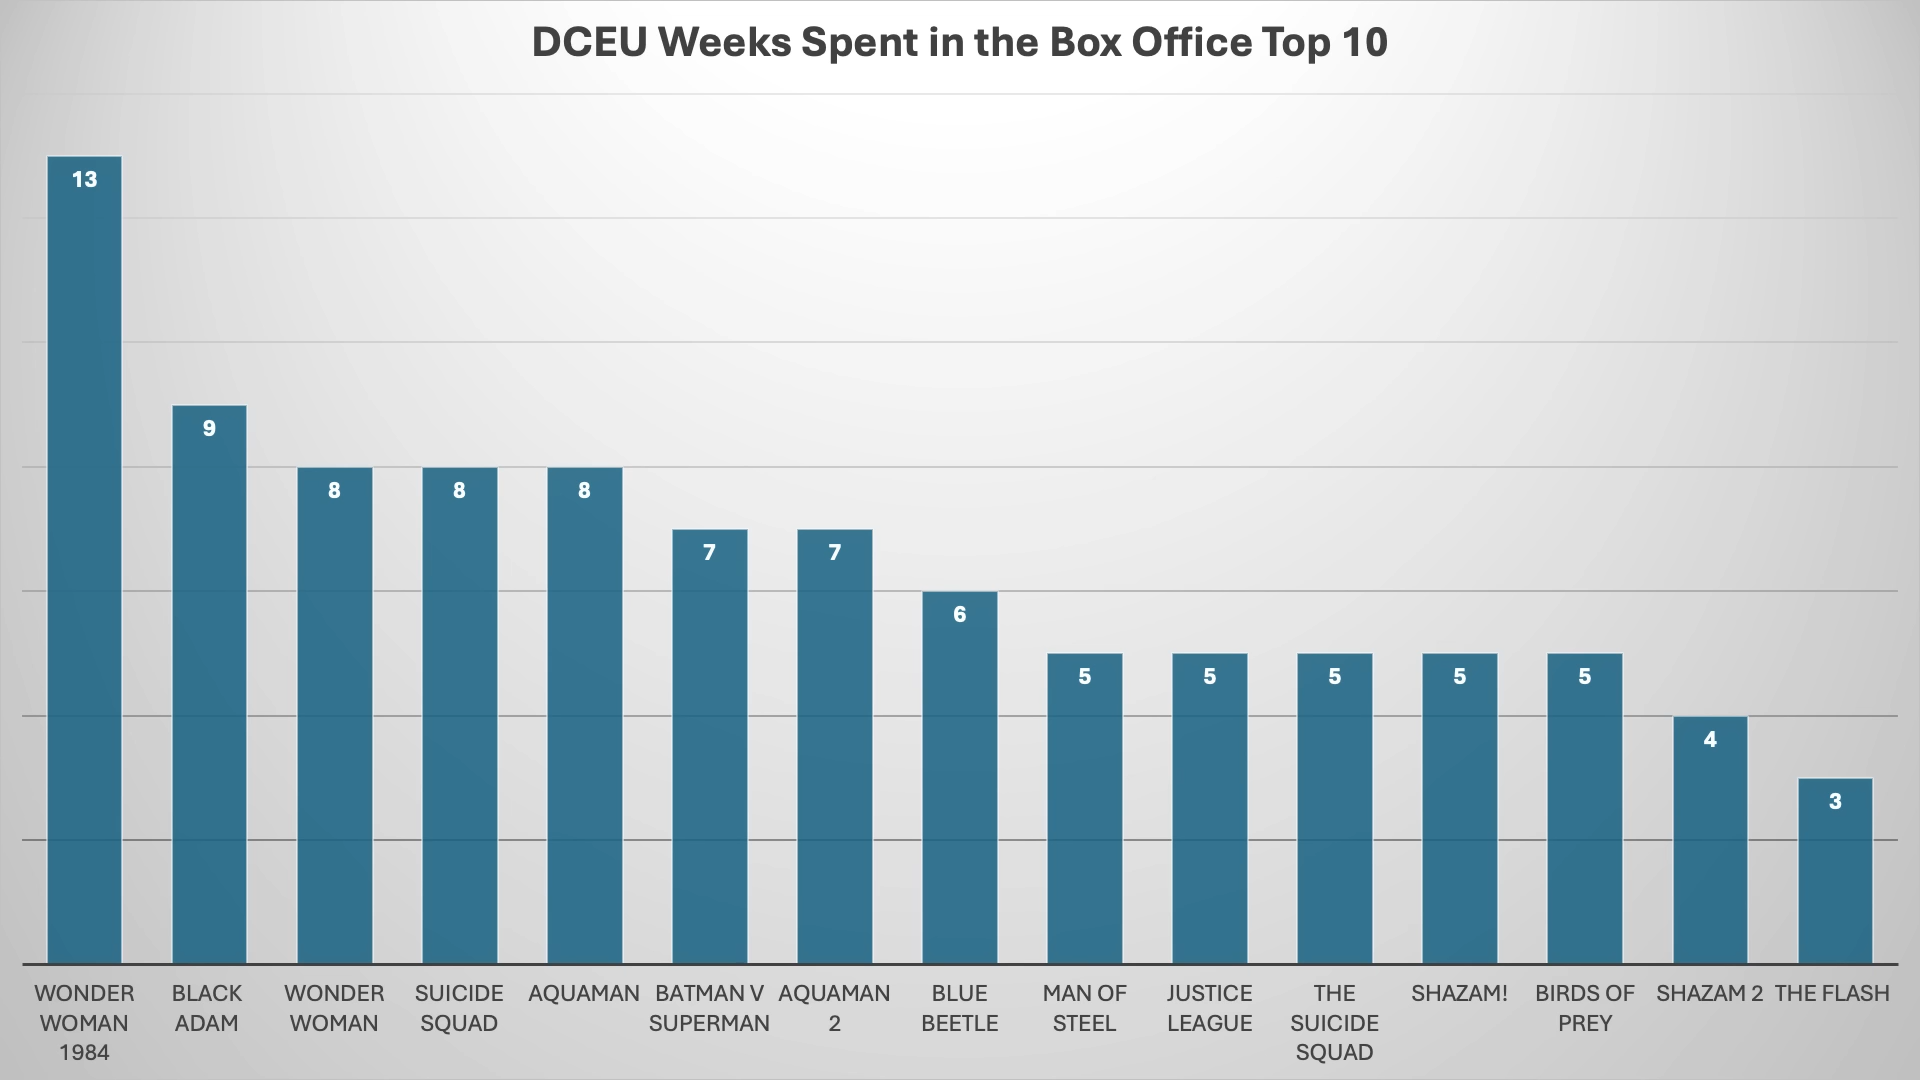 DCEU Weeks Spent in the Box Office Top 10
13
9
8
8
8
7
7
6
5
5
5
5
5
4
3
WONDER
WOMAN
1984
BLACK
ADAM
WONDER
WOMAN
SUICIDE
SQUAD
AQUAMAN
BATMAN V
SUPERMAN
AQUAMAN
2
BLUE
BEETLE
MAN OF
STEEL
JUSTICE
LEAGUE
THE
SUICIDE
SQUAD
SHAZAM!
BIRDS OF
PREY
SHAZAM 2
THE FLASH